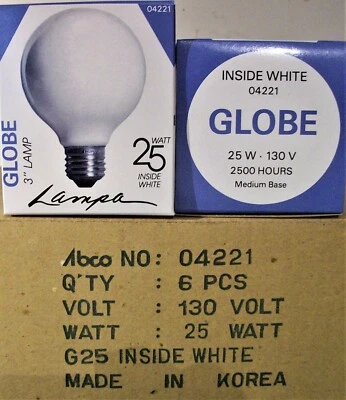 04221
GLOBE
3" LAMP
25 WATT
INSIDE
WHITE
Lampa
INSIDE WHITE
04221
GLOBE
25 W · 130 V
2500 HOURS
Medium Base
Abco NO: 04221
Q'TY : 6 PCS
VOLT : 130 VOLT
WATT : 25 WATT
G25 INSIDE WHITE
MADE IN KOREA